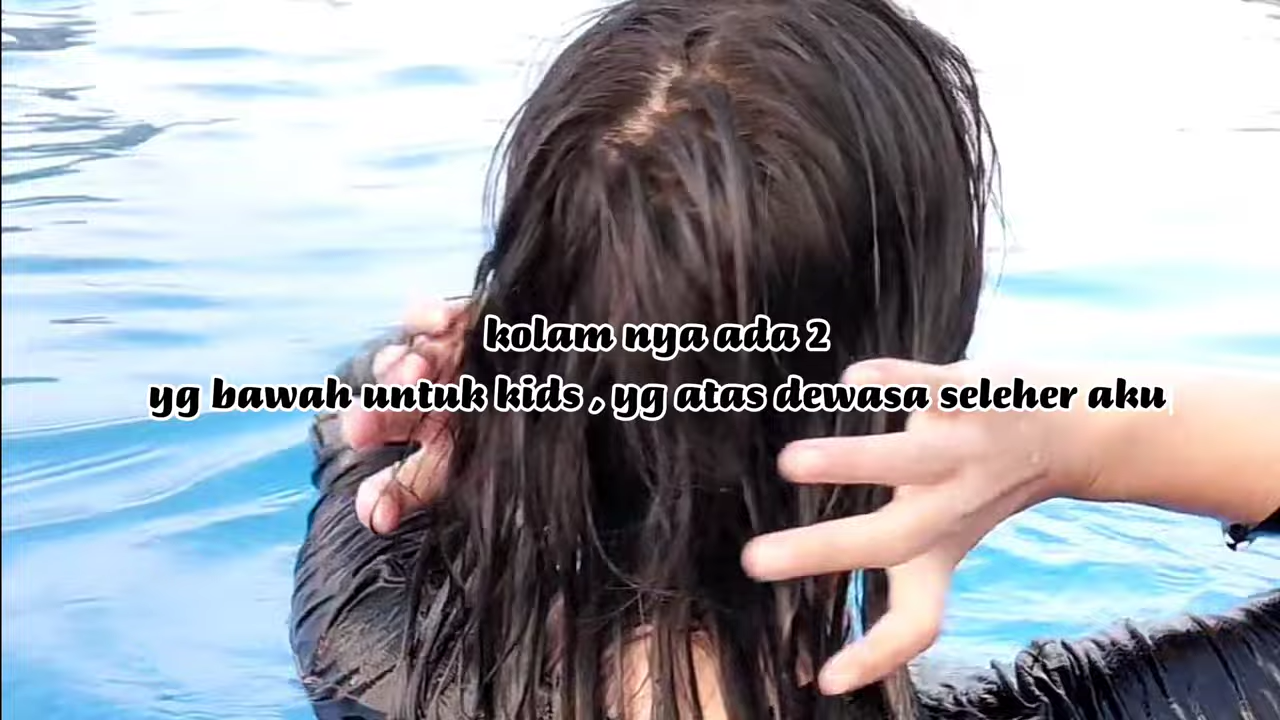 kolam nya ada 2
yg bawah untuk kids , yg atas dewasa seleher aku